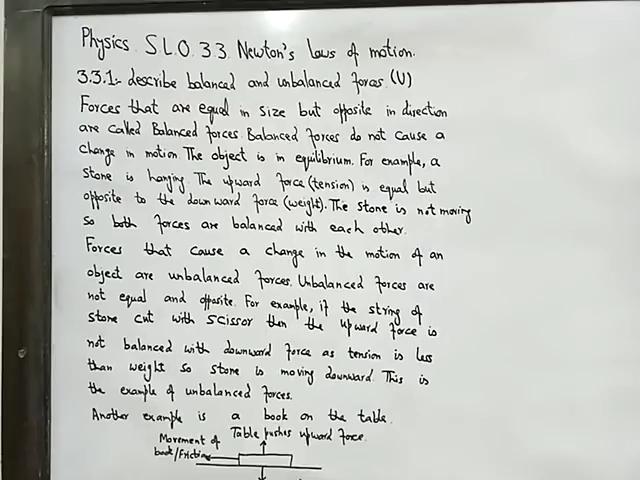 Physics S.L.O. 3.3 Newton's laws of motion.
3.3.1:- describe balanced and unbalanced forces (U)
Forces that are equal in size but opposite in direction
are called Balanced forces. Balanced forces do not cause a
change in motion. The object is in equilibrium. For example, a
stone is hanging. The upward force (tension) is equal but
opposite to the downward force (weight). The stone is not moving
so both forces are balanced with each other.
Forces that cause a change in the motion of an
object are unbalanced forces. Unbalanced forces are
not equal and opposite. For example, if the string of
stone cut with scissor then the upward force is
not balanced with downward force as tension is less
than weight so stone is moving downward. This is
the example of unbalanced forces.
Another example is a book on the table.
Movement of Table pushes upward force.
book/Friction